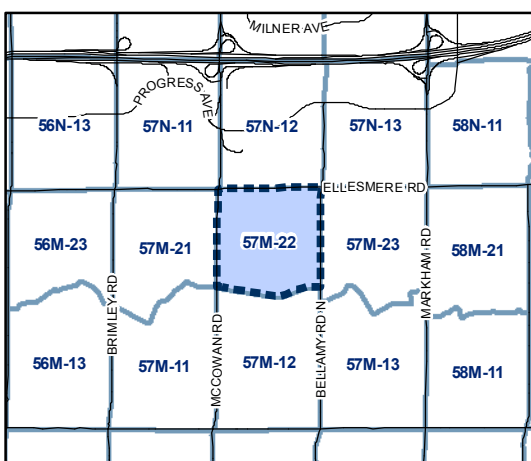 MILNER AVE
PROGRESS AVE
56N-13
57N-11
57N-12
57N-13
58N-11
ELLESMERE RD
56M-23
57M-21
57M-22
57M-23
58M-21
BRIMLEY RD
MCCOWAN RD
BELLAMY RD N
MARKHAM RD
56M-13
57M-11
57M-12
57M-13
58M-11